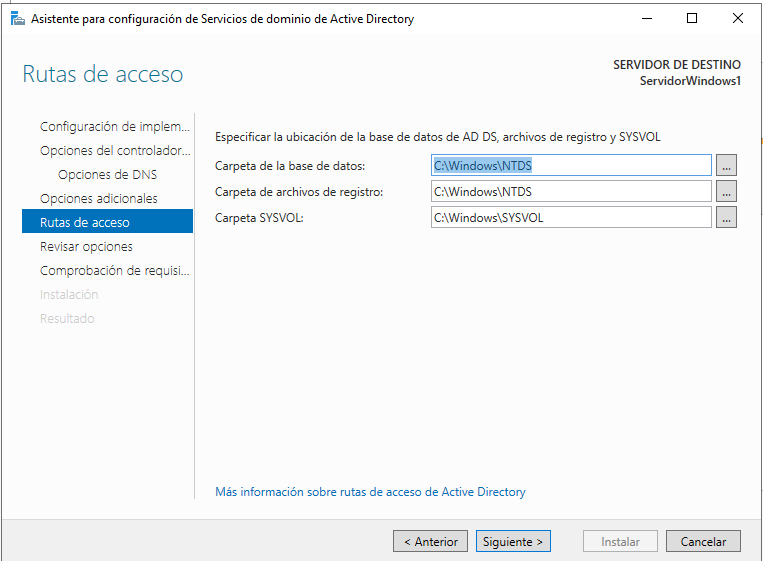 Asistente para configuración de Servicios de dominio de Active Directory
Rutas de acceso
SERVIDOR DE DESTINO
ServidorWindows1
Configuración de implem...
Opciones del controlador...
Opciones de DNS
Opciones adicionales
Rutas de acceso
Revisar opciones
Comprobación de requisi...
Instalación
Resultado
Especificar la ubicación de la base de datos de AD DS, archivos de registro y SYSVOL
Carpeta de la base de datos: C:\Windows\NTDS ...
Carpeta de archivos de registro: C:\Windows\NTDS ...
Carpeta SYSVOL: C:\Windows\SYSVOL ...
Más información sobre rutas de acceso de Active Directory
< Anterior Siguiente > Instalar Cancelar